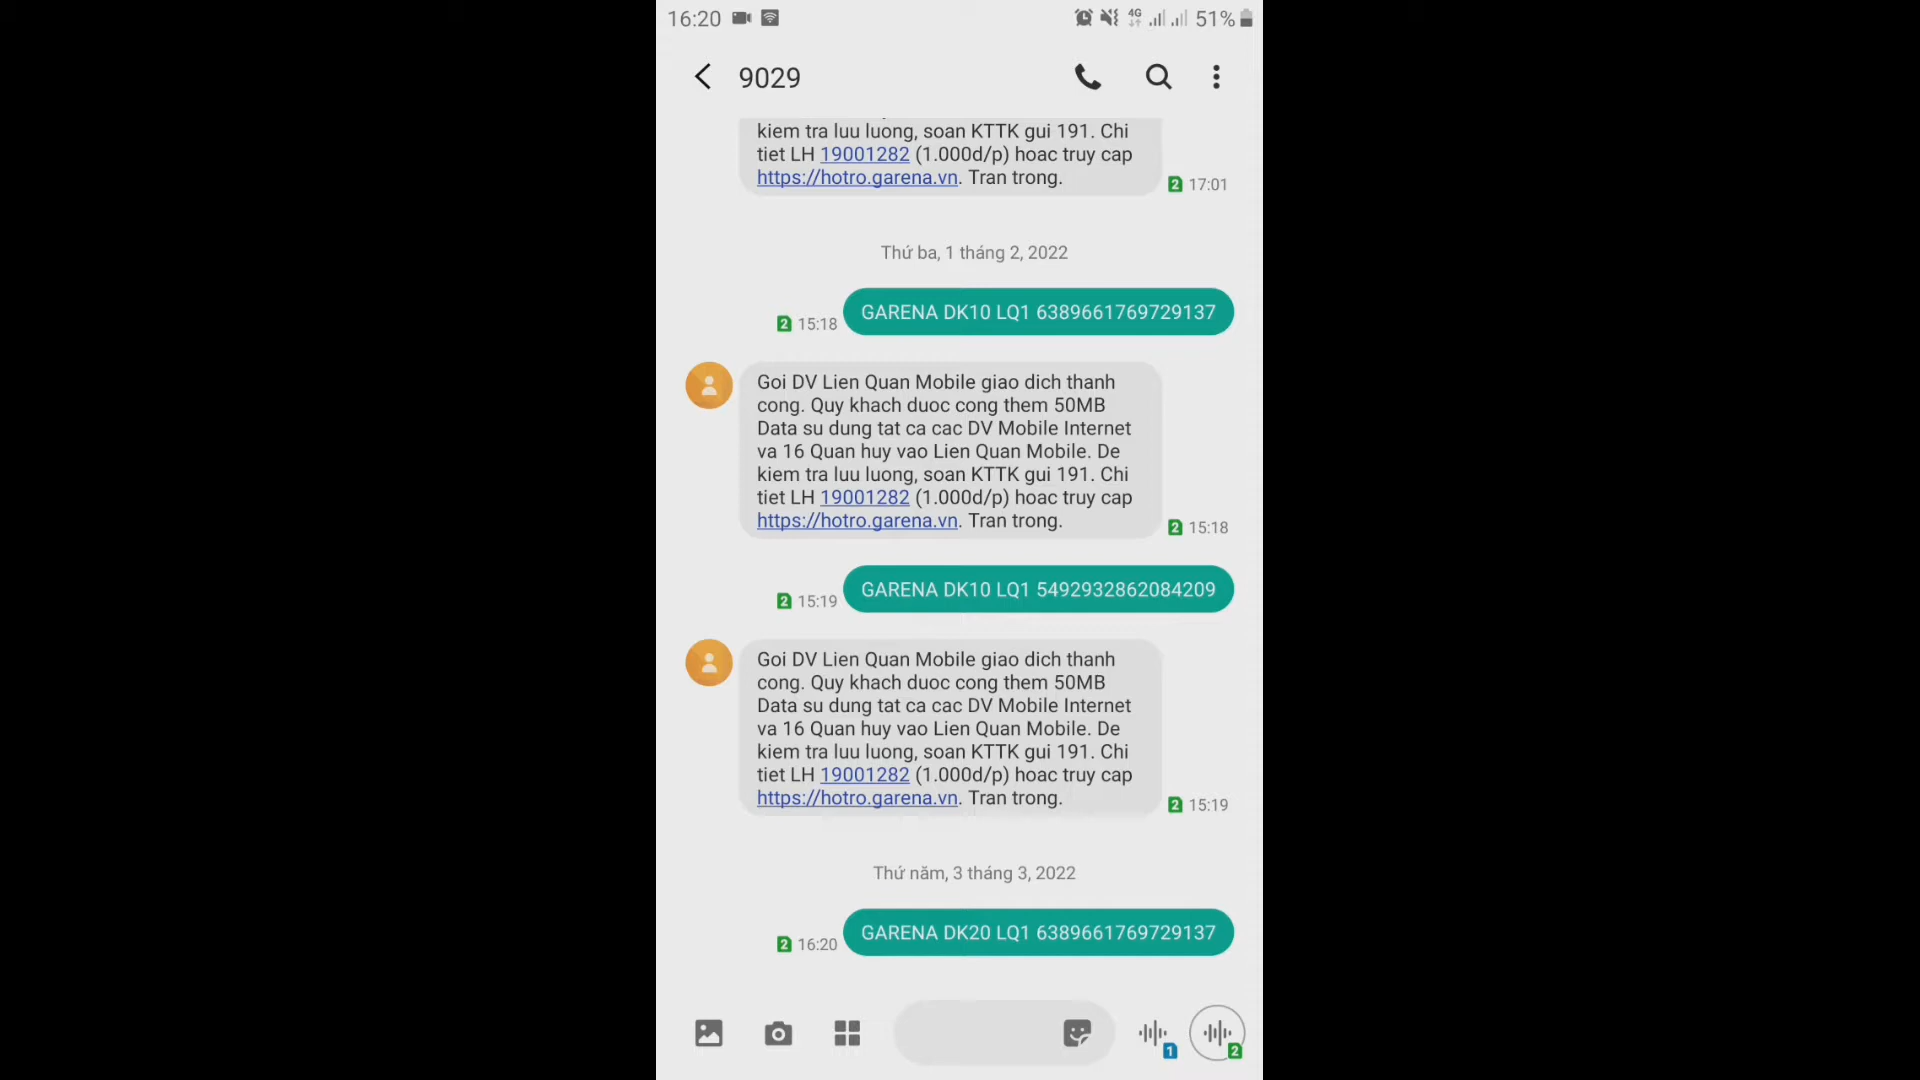 16:20
4G
51%
9029
kiem tra luu luong, soan KTTK gui 191. Chi
tiet LH 19001282 (1.000d/p) hoac truy cap
https://hotro.garena.vn. Tran trong.
2 17:01
Thứ ba, 1 tháng 2, 2022
2 15:18
GARENA DK10 LQ1 6389661769729137
Goi DV Lien Quan Mobile giao dich thanh
cong. Quy khach duoc cong them 50MB
Data su dung tat ca cac DV Mobile Internet
va 16 Quan huy vao Lien Quan Mobile. De
kiem tra luu luong, soan KTTK gui 191. Chi
tiet LH 19001282 (1.000d/p) hoac truy cap
https://hotro.garena.vn. Tran trong.
2 15:18
2 15:19
GARENA DK10 LQ1 5492932862084209
Goi DV Lien Quan Mobile giao dich thanh
cong. Quy khach duoc cong them 50MB
Data su dung tat ca cac DV Mobile Internet
va 16 Quan huy vao Lien Quan Mobile. De
kiem tra luu luong, soan KTTK gui 191. Chi
tiet LH 19001282 (1.000d/p) hoac truy cap
https://hotro.garena.vn. Tran trong.
2 15:19
Thứ năm, 3 tháng 3, 2022
2 16:20
GARENA DK20 LQ1 6389661769729137
1
2